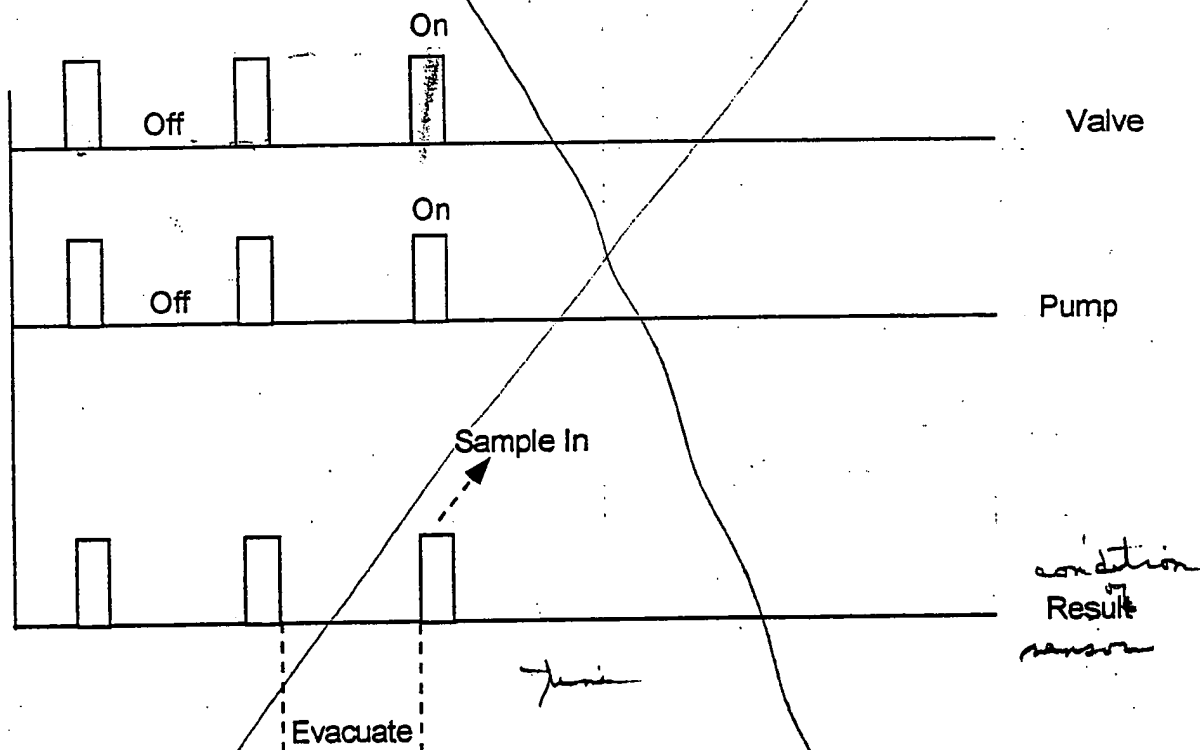 On
Off
Valve
On
Off
Pump
Sample In
condition
of
Result
sensor
Evacuate